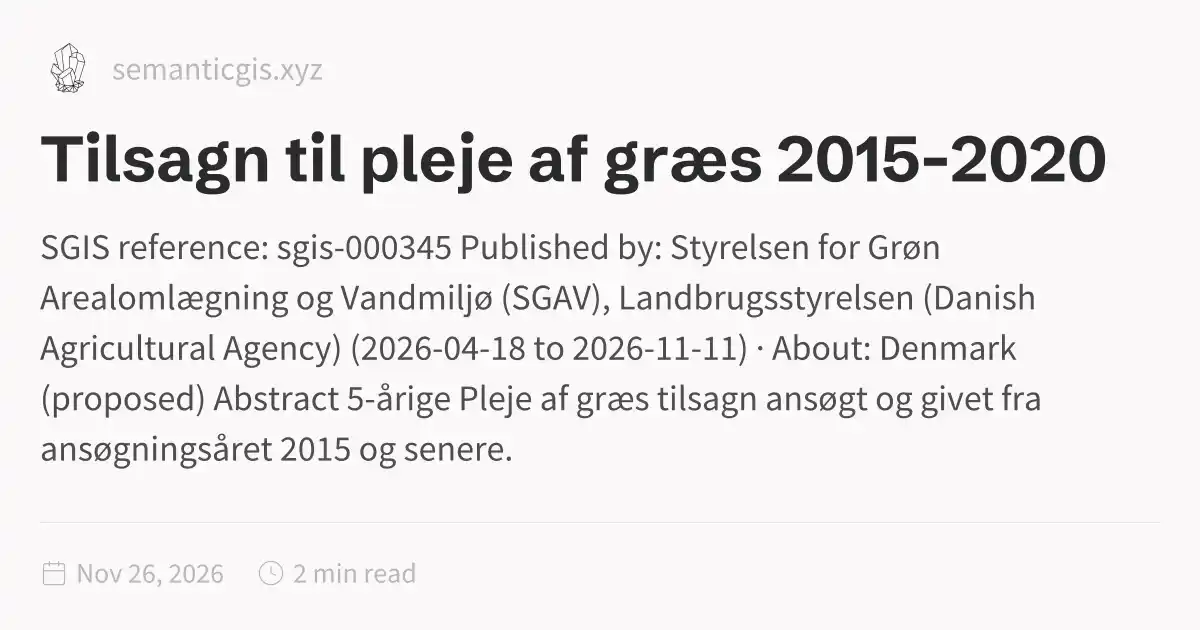 semanticgis.xyz
Tilsagn til pleje af græs 2015-2020
SGIS reference: sgis-000345 Published by: Styrelsen for Grøn
Arealomlægning og Vandmiljø (SGAV), Landbrugsstyrelsen (Danish
Agricultural Agency) (2026-04-18 to 2026-11-11) · About: Denmark
(proposed) Abstract 5-årige Pleje af græs tilsagn ansøgt og givet fra
ansøgningsåret 2015 og senere.
Nov 26, 2026 2 min read